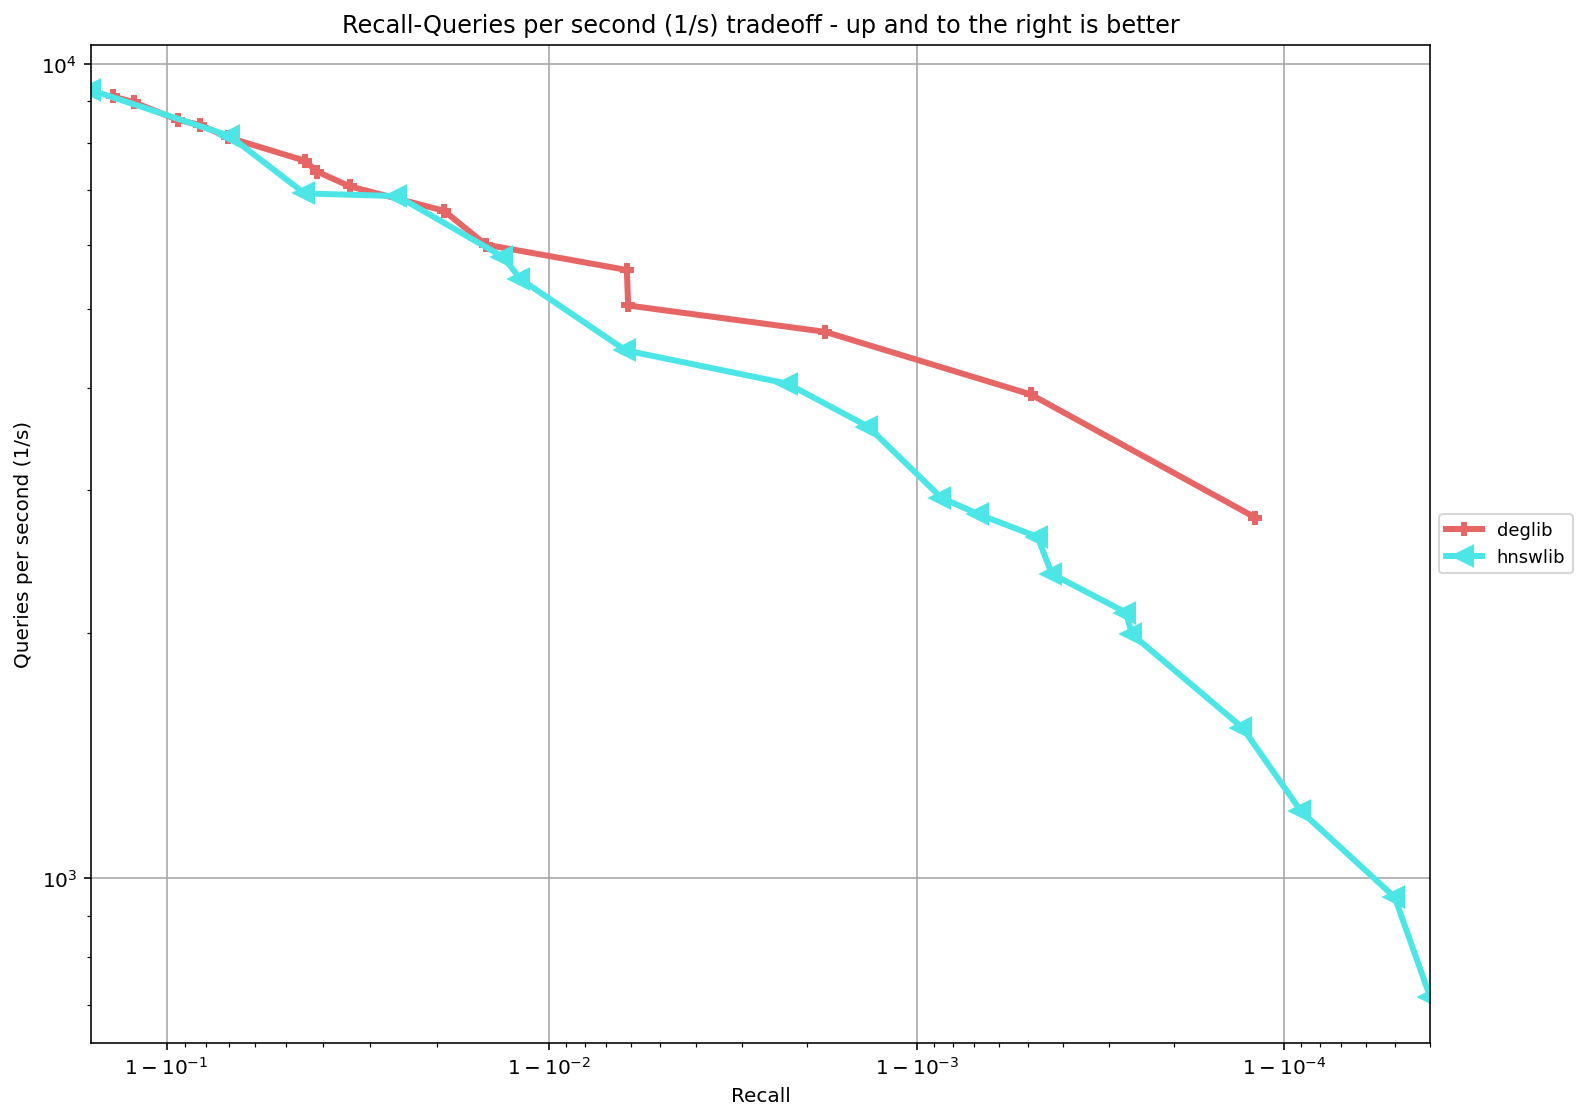 Recall-Queries per second (1/s) tradeoff - up and to the right is better
10⁴
10³
Queries per second (1/s)
1 − 10⁻¹
1 − 10⁻²
1 − 10⁻³
1 − 10⁻⁴
Recall
deglib
hnswlib